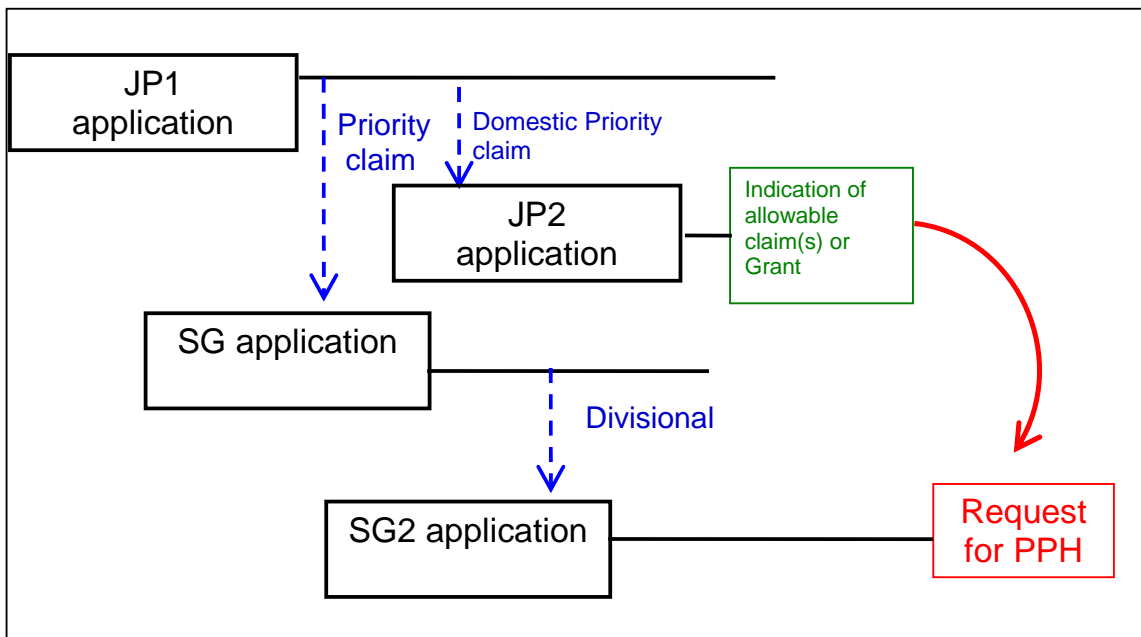 JP1
application
Priority
claim
Domestic Priority
claim
JP2
application
Indication of
allowable
claim(s) or
Grant
SG application
Divisional
SG2 application
Request
for PPH